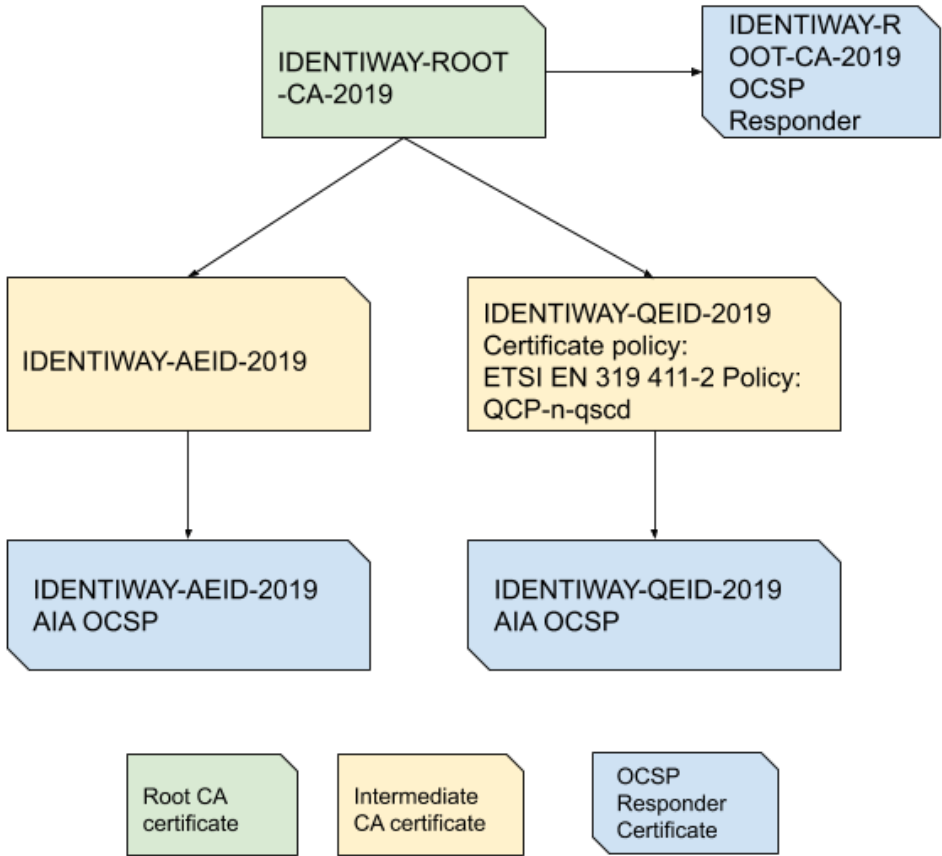 IDENTIWAY-ROOT
-CA-2019
IDENTIWAY-R
OOT-CA-2019
OCSP
Responder
IDENTIWAY-AEID-2019
IDENTIWAY-QEID-2019
Certificate policy:
ETSI EN 319 411-2 Policy:
QCP-n-qscd
IDENTIWAY-AEID-2019
AIA OCSP
IDENTIWAY-QEID-2019
AIA OCSP
Root CA
certificate
Intermediate
CA certificate
OCSP
Responder
Certificate